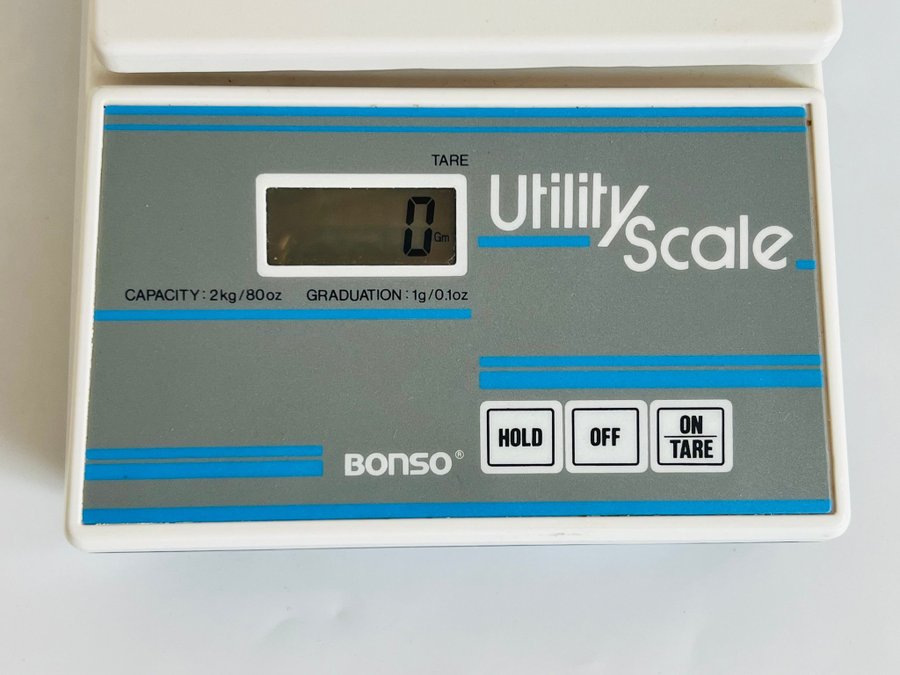 TARE
0 Gm
Utility
Scale
CAPACITY: 2kg/80oz GRADUATION: 1g/0.1oz
BONSO®
HOLD
OFF
ON
TARE